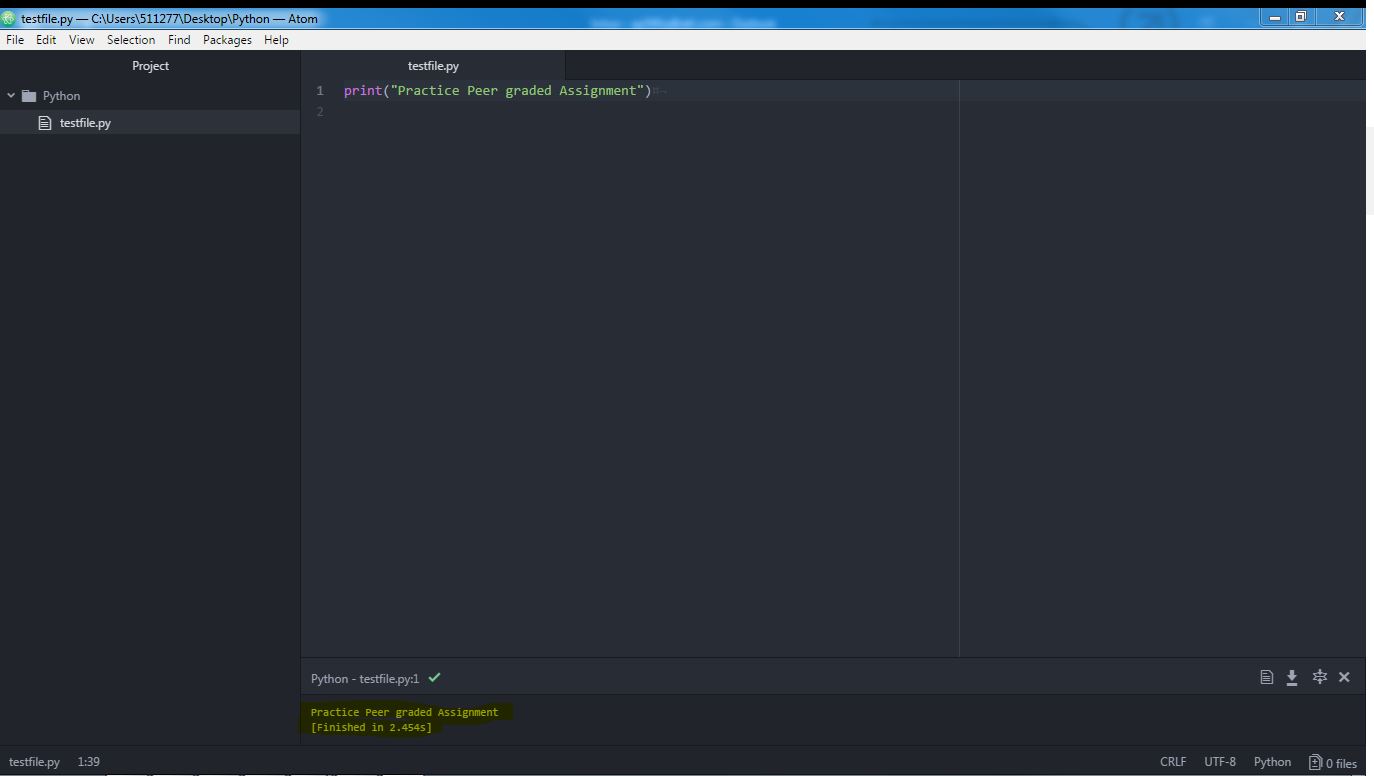 testfile.py — C:\Users\511277\Desktop\Python — Atom
File Edit View Selection Find Packages Help
Project
testfile.py
Python
testfile.py
1 print("Practice Peer graded Assignment")
2
Python - testfile.py:1
Practice Peer graded Assignment
[Finished in 2.454s]
testfile.py 1:39 CRLF UTF-8 Python 0 files